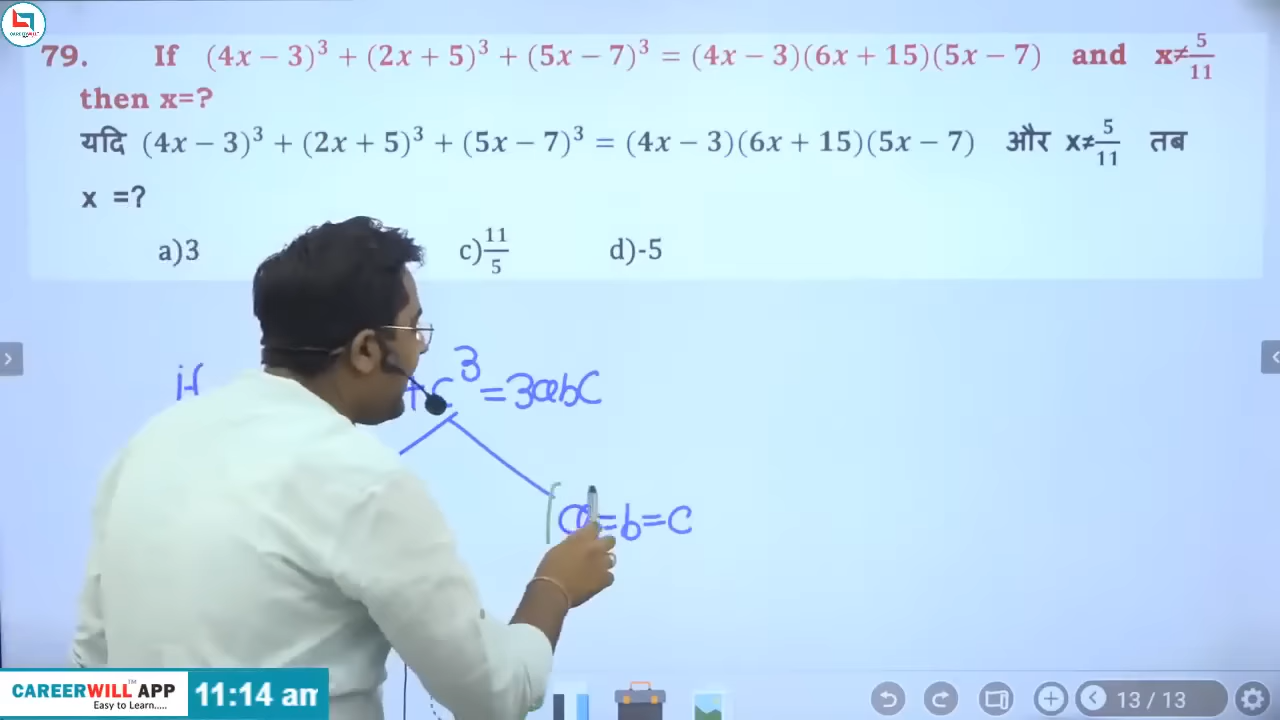 CAREERWILL
79. If (4x − 3)³ + (2x + 5)³ + (5x − 7)³ = (4x − 3)(6x + 15)(5x − 7) and x≠5/11
then x=?
यदि (4x − 3)³ + (2x + 5)³ + (5x − 7)³ = (4x − 3)(6x + 15)(5x − 7) और x≠5/11 तब
x =?
a)3 c)11/5 d)-5
if +c³=3abc
a=b=c
CAREERWILL APP
Easy to Learn.....
11:14 am
13 / 13